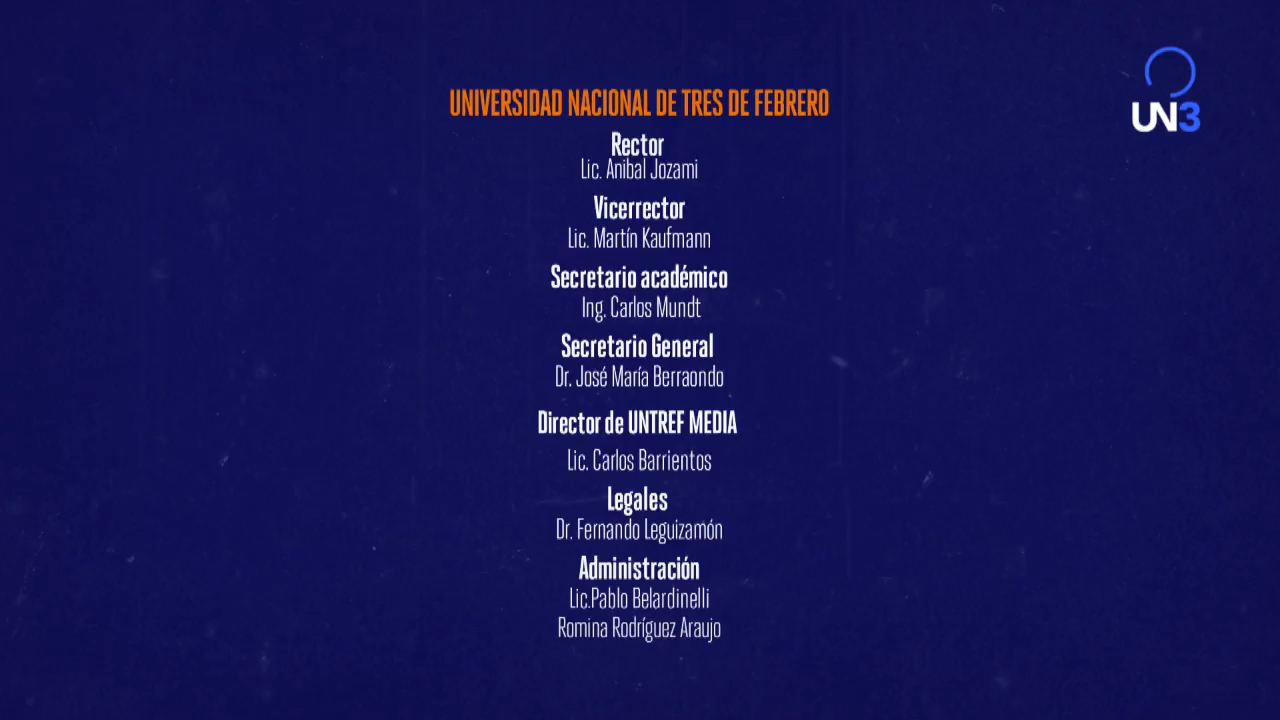 UNIVERSIDAD NACIONAL DE TRES DE FEBRERO
UN3
Rector
Lic. Anibal Jozami
Vicerrector
Lic. Martín Kaufmann
Secretario académico
Ing. Carlos Mundt
Secretario General
Dr. José María Berraondo
Director de UNTREF MEDIA
Lic. Carlos Barrientos
Legales
Dr. Fernando Leguizamón
Administración
Lic.Pablo Belardinelli
Romina Rodríguez Araujo